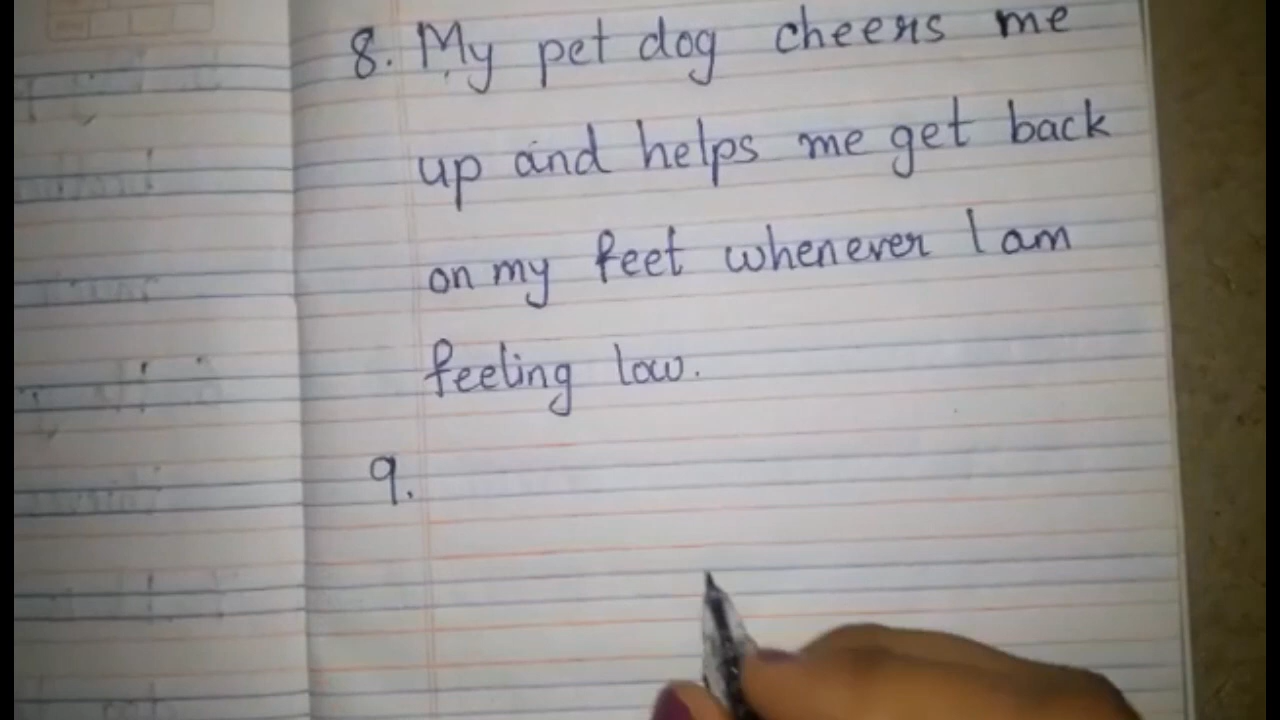 8. My pet dog cheers me
up and helps me get back
on my feet whenever I am
feeling low.
9.